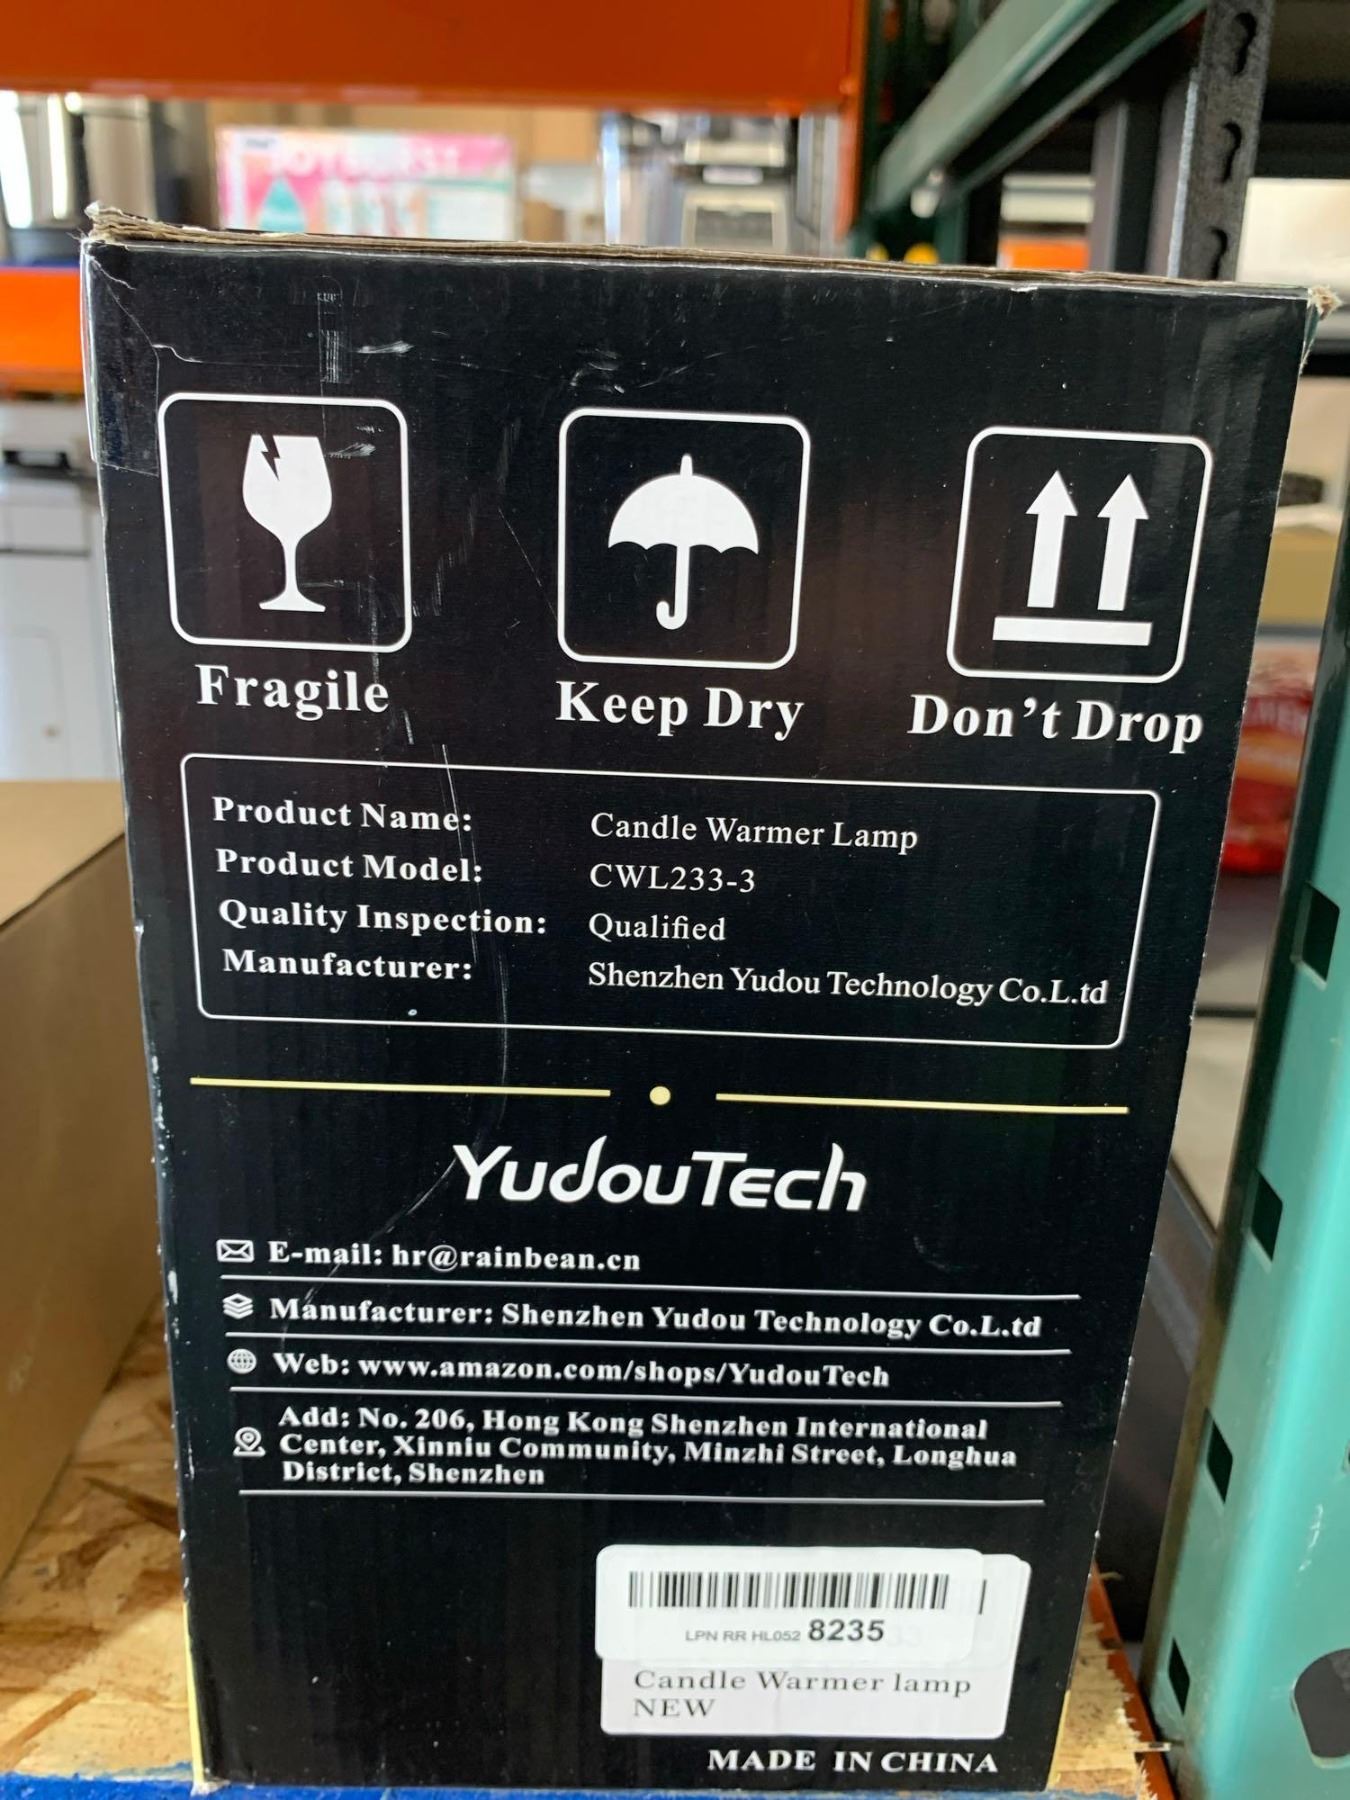 Fragile
Keep Dry
Don't Drop
Product Name: Candle Warmer Lamp
Product Model: CWL233-3
Quality Inspection: Qualified
Manufacturer: Shenzhen Yudou Technology Co.L.td
YudouTech
E-mail: hr@rainbean.cn
Manufacturer: Shenzhen Yudou Technology Co.L.td
Web: www.amazon.com/shops/YudouTech
Add: No. 206, Hong Kong Shenzhen International
Center, Xinniu Community, Minzhi Street, Longhua
District, Shenzhen
LPN RR HL052 8235
Candle Warmer lamp
NEW
MADE IN CHINA